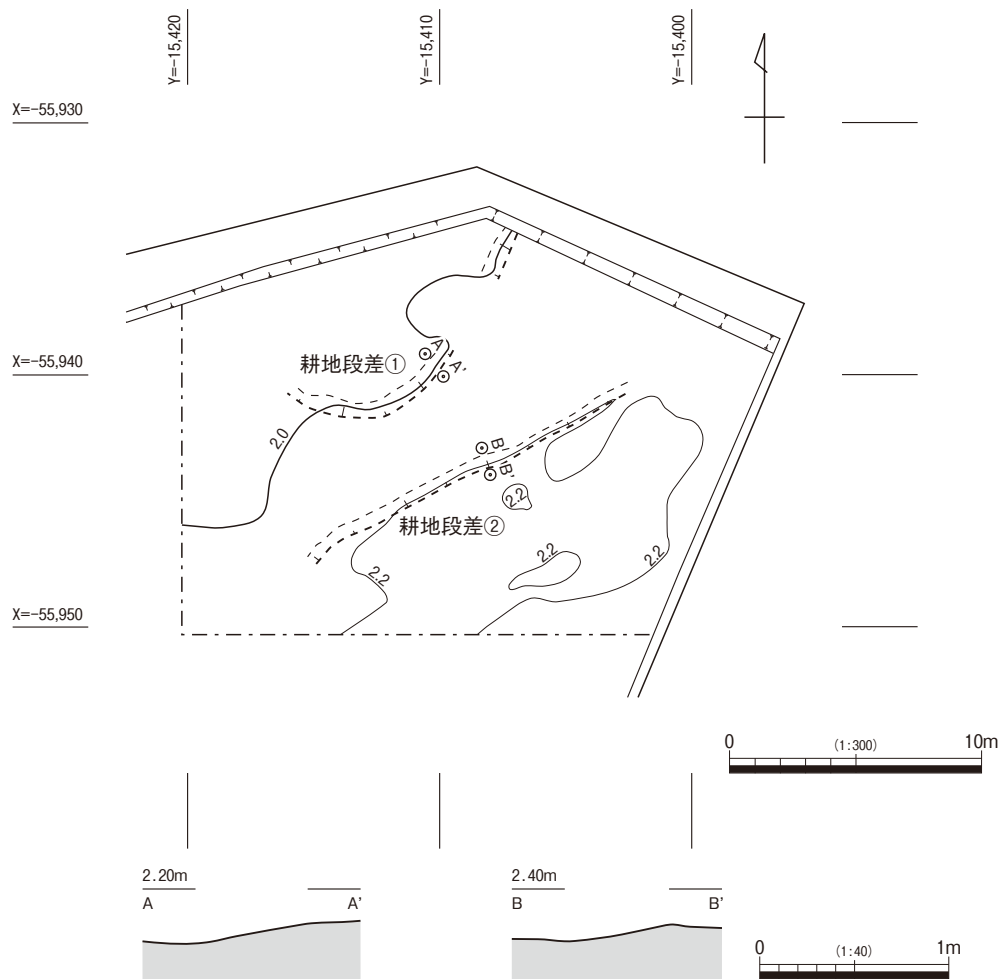 Y=-15,420
Y=-15,410
Y=-15,400
X=-55,930
X=-55,940
耕地段差①
A
A'
2.0
B
B'
2.2
耕地段差②
2.2
2.2
2.2
X=-55,950
0 (1:300) 10m
2.20m
A A'
2.40m
B B'
0 (1:40) 1m